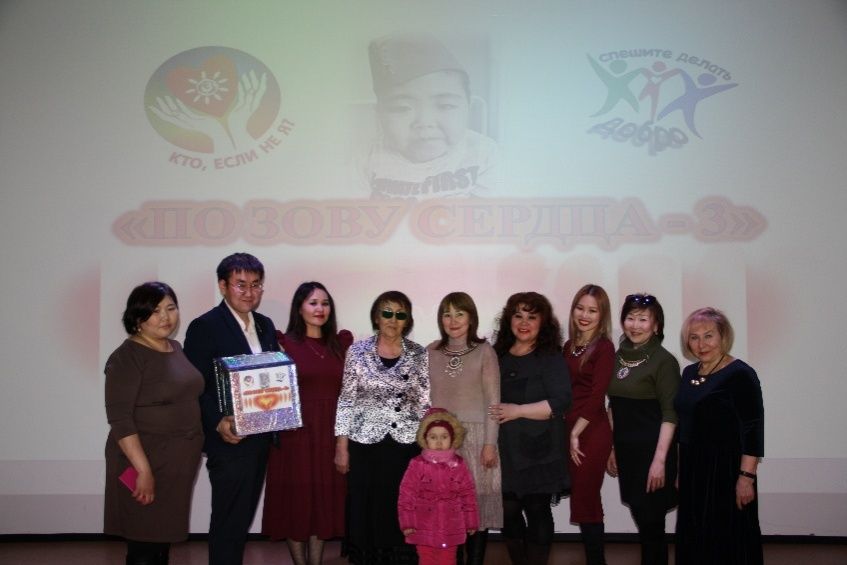 КТО, ЕСЛИ НЕ Я?
спешите делать
добро
«ПО ЗОВУ СЕРДЦА – 3»